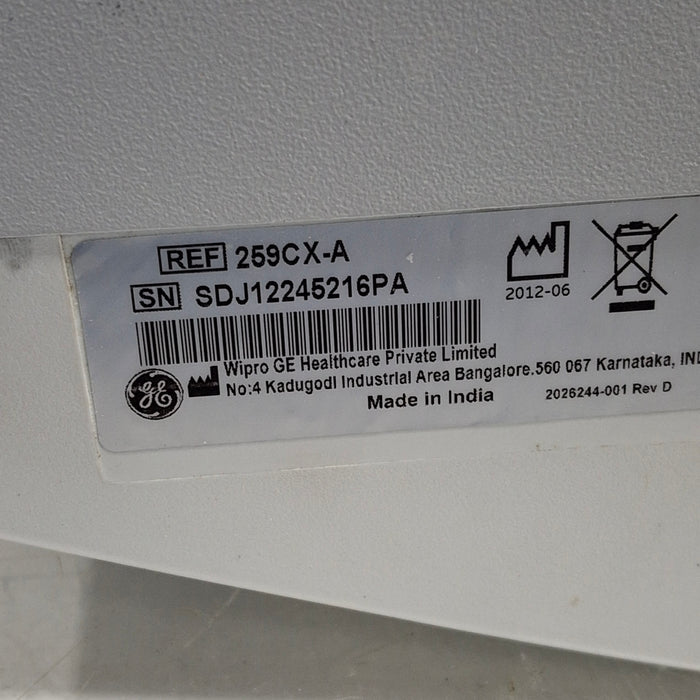 REF 259CX-A
SN SDJ12245216PA
2012-06
Wipro GE Healthcare Private Limited
No:4 Kadugodi Industrial Area Bangalore.560 067 Karnataka,
Made in India
2026244-001 Rev D
GE